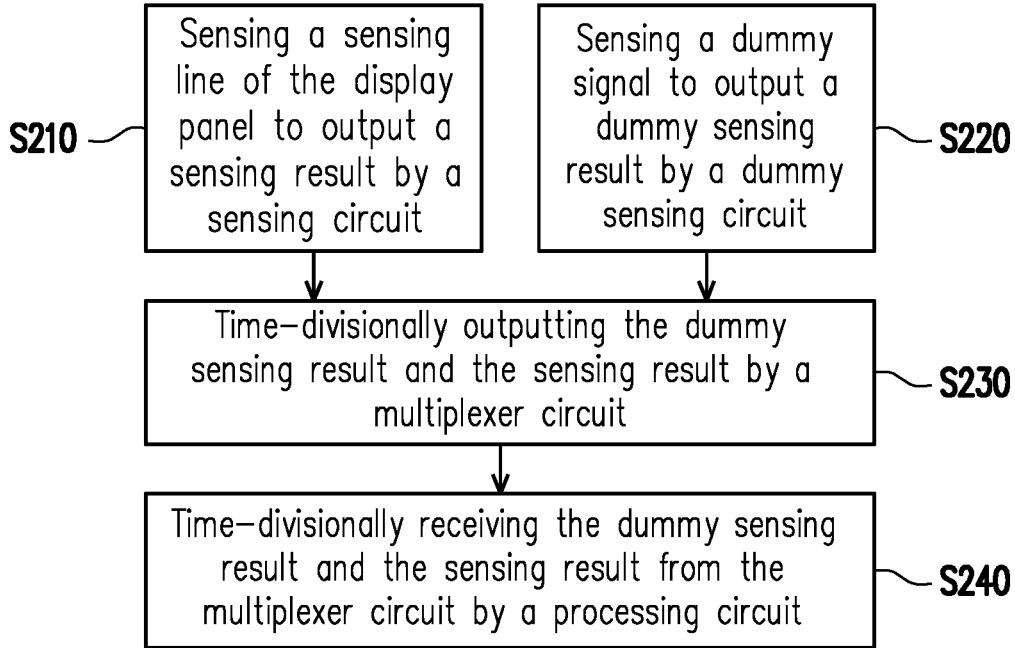 Sensing a sensing
line of the display
panel to output a
sensing result by a
sensing circuit
S210
Sensing a dummy
signal to output a
dummy sensing
result by a dummy
sensing circuit
S220
Time-divisionally outputting the dummy
sensing result and the sensing result by a
multiplexer circuit
S230
Time-divisionally receiving the dummy sensing
result and the sensing result from the
multiplexer circuit by a processing circuit
S240